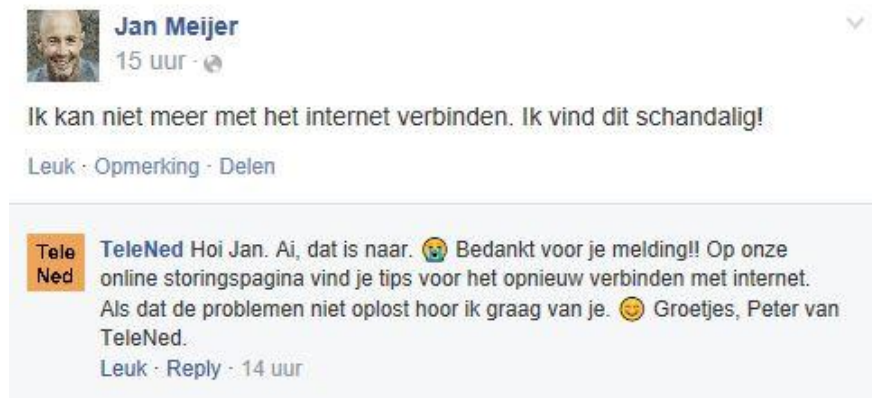 Jan Meijer
15 uur ·
Ik kan niet meer met het internet verbinden. Ik vind dit schandalig!
Leuk · Opmerking · Delen
Tele
Ned
TeleNed Hoi Jan. Ai, dat is naar. 😭 Bedankt voor je melding!! Op onze
online storingspagina vind je tips voor het opnieuw verbinden met internet.
Als dat de problemen niet oplost hoor ik graag van je. 😊 Groetjes, Peter van
TeleNed.
Leuk · Reply · 14 uur